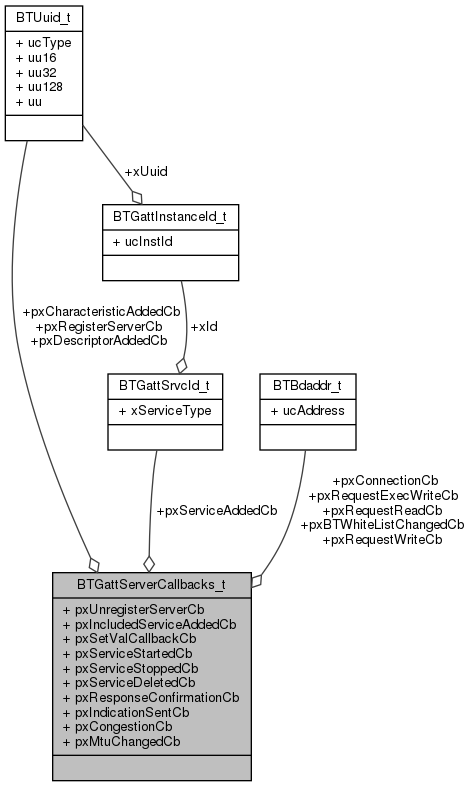 BTUuid_t
+ ucType
+ uu16
+ uu32
+ uu128
+ uu
+xUuid
BTGattInstanceId_t
+ ucInstId
+pxCharacteristicAddedCb
+pxRegisterServerCb
+pxDescriptorAddedCb
+xId
BTGattSrvcId_t
+ xServiceType
BTBdaddr_t
+ ucAddress
+pxServiceAddedCb
+pxConnectionCb
+pxRequestExecWriteCb
+pxRequestReadCb
+pxBTWhiteListChangedCb
+pxRequestWriteCb
BTGattServerCallbacks_t
+ pxUnregisterServerCb
+ pxIncludedServiceAddedCb
+ pxSetValCallbackCb
+ pxServiceStartedCb
+ pxServiceStoppedCb
+ pxServiceDeletedCb
+ pxResponseConfirmationCb
+ pxIndicationSentCb
+ pxCongestionCb
+ pxMtuChangedCb